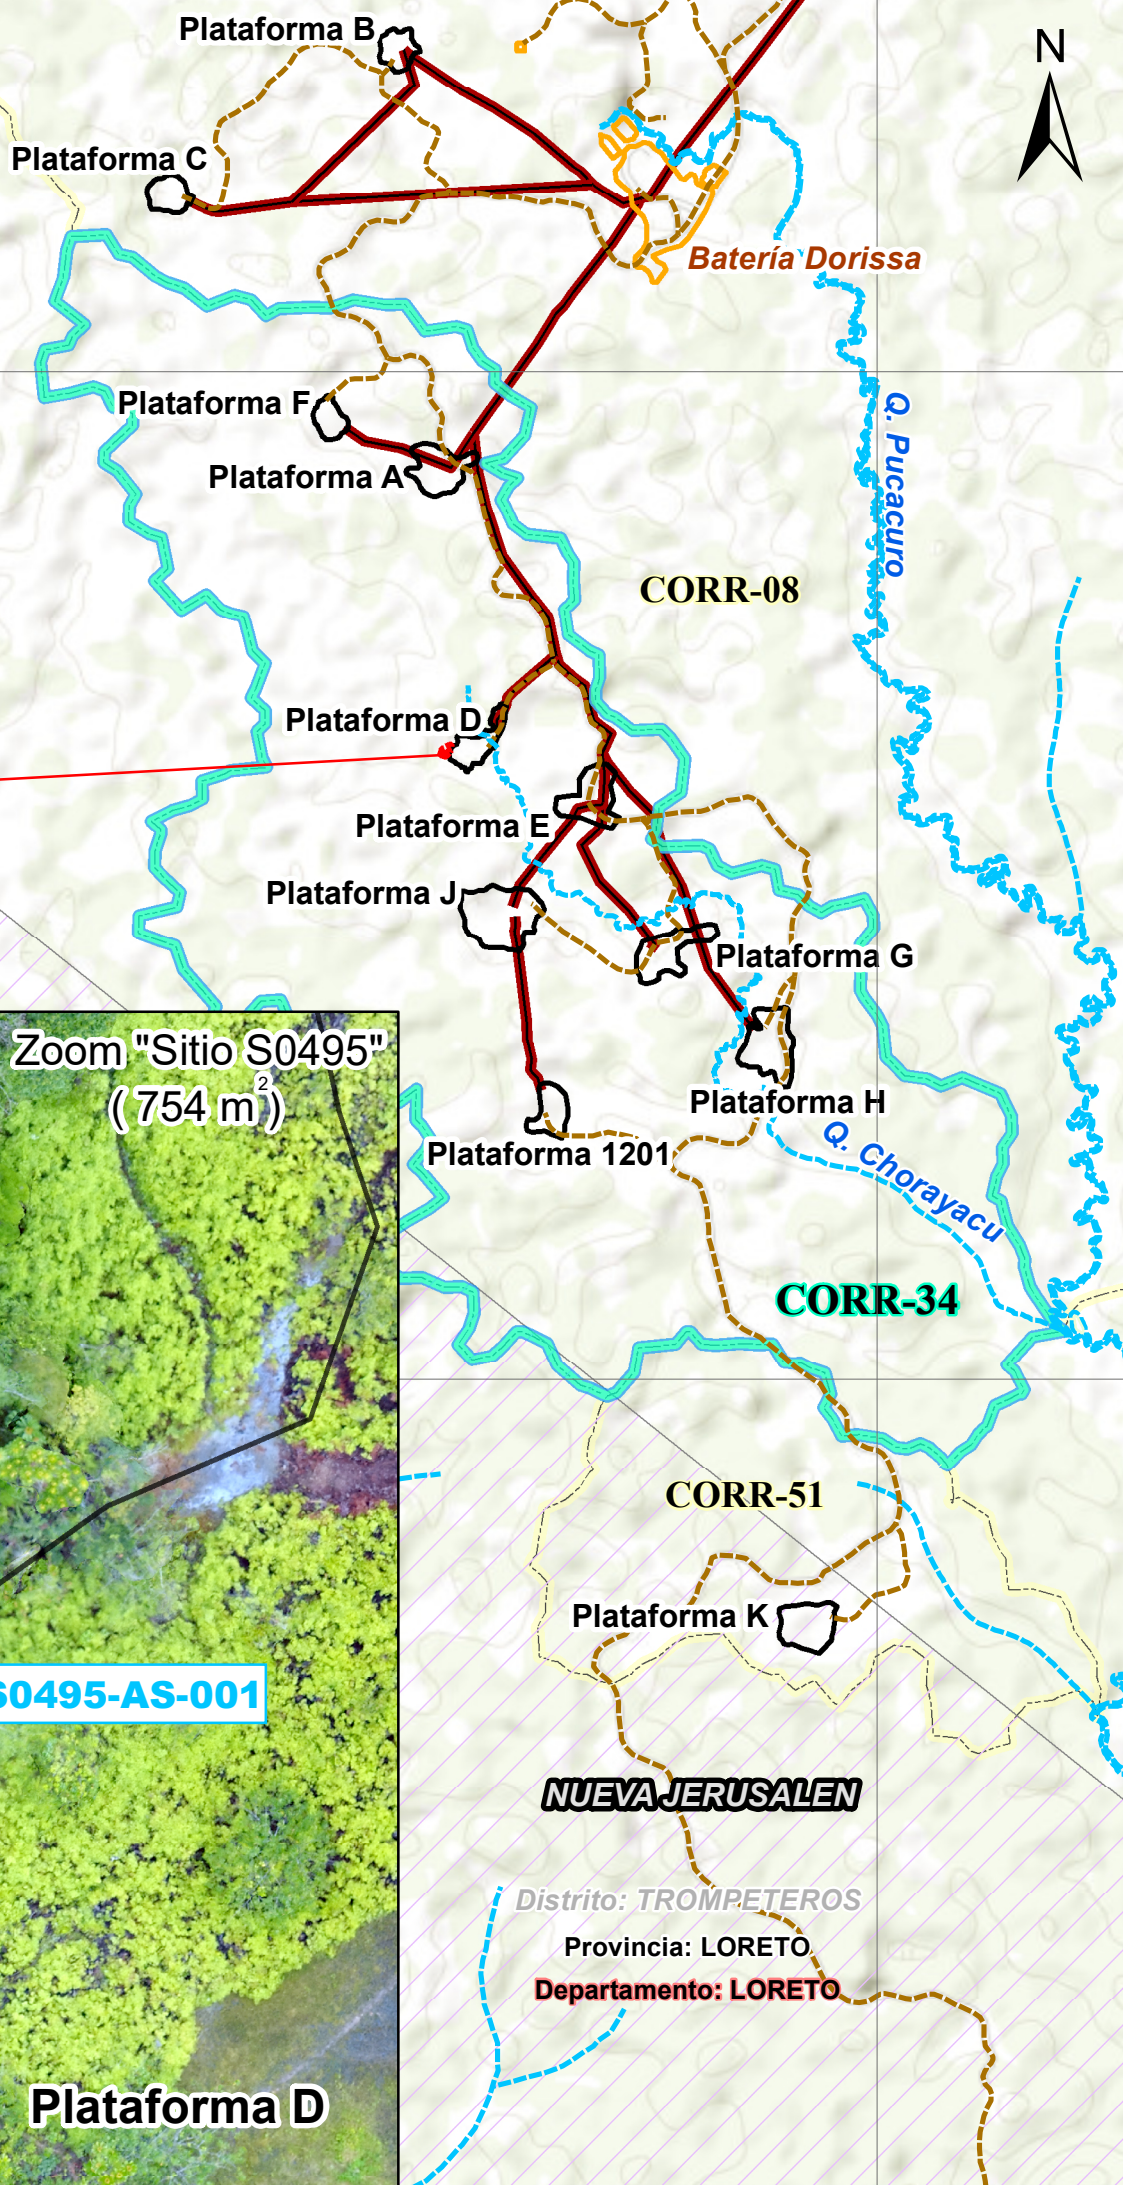 Plataforma B
N
Plataforma C
Batería Dorissa
Plataforma F
Q. Pucacuro
Plataforma A
CORR-08
Plataforma D
Plataforma E
Plataforma J
Plataforma G
Zoom "Sitio S0495"
( 754 m²)
Plataforma H
Plataforma 1201
Q. Chorayacu
CORR-34
CORR-51
Plataforma K
S0495-AS-001
NUEVA JERUSALEN
Distrito: TROMPETEROS
Provincia: LORETO
Departamento: LORETO
Plataforma D